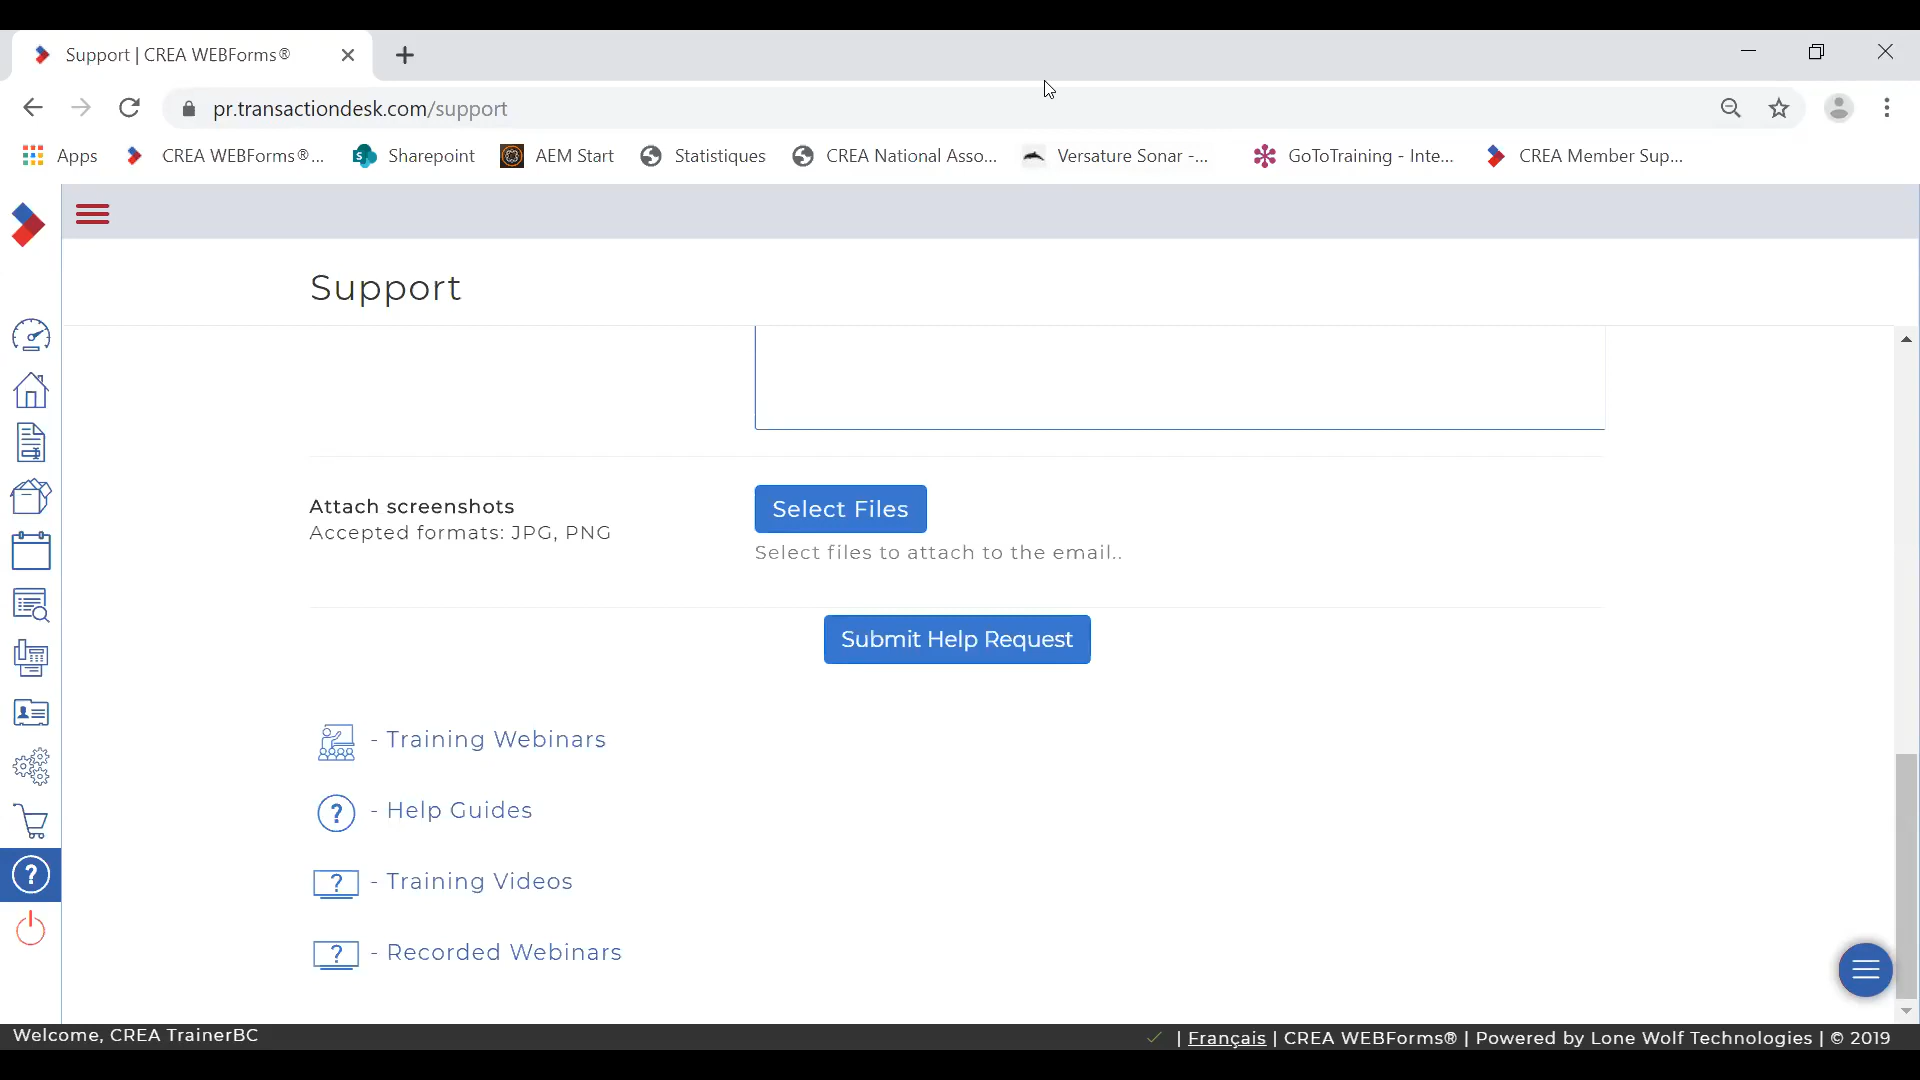 Support | CREA WEBForms®
pr.transactiondesk.com/support
Apps
CREA WEBForms®...
Sharepoint
AEM Start
Statistiques
CREA National Asso...
Versature Sonar -...
GoToTraining - Inte...
CREA Member Sup...
Support
Attach screenshots
Accepted formats: JPG, PNG
Select Files
Select files to attach to the email..
Submit Help Request
- Training Webinars
? - Help Guides
? - Training Videos
? - Recorded Webinars
?
Welcome, CREA TrainerBC
| Français | CREA WEBForms® | Powered by Lone Wolf Technologies | © 2019